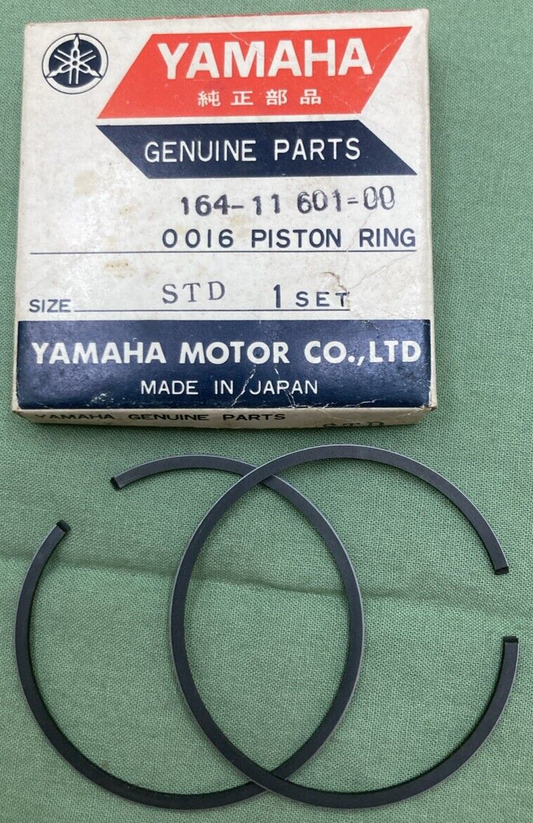 YAMAHA
純正部品
GENUINE PARTS
164-11 601=00
0016 PISTON RING
SIZE STD 1 SET
YAMAHA MOTOR CO.,LTD
MADE IN JAPAN
YAMAHA GENUINE PARTS
STD